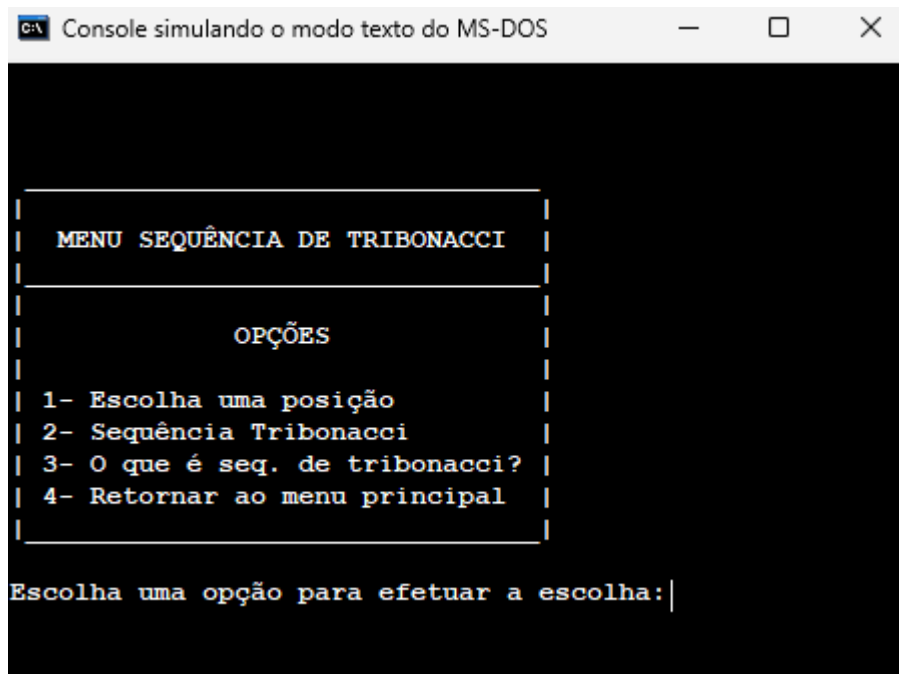 Console simulando o modo texto do MS-DOS
MENU SEQUÊNCIA DE TRIBONACCI
OPÇÕES
1- Escolha uma posição
2- Sequência Tribonacci
3- O que é seq. de tribonacci?
4- Retornar ao menu principal
Escolha uma opção para efetuar a escolha: